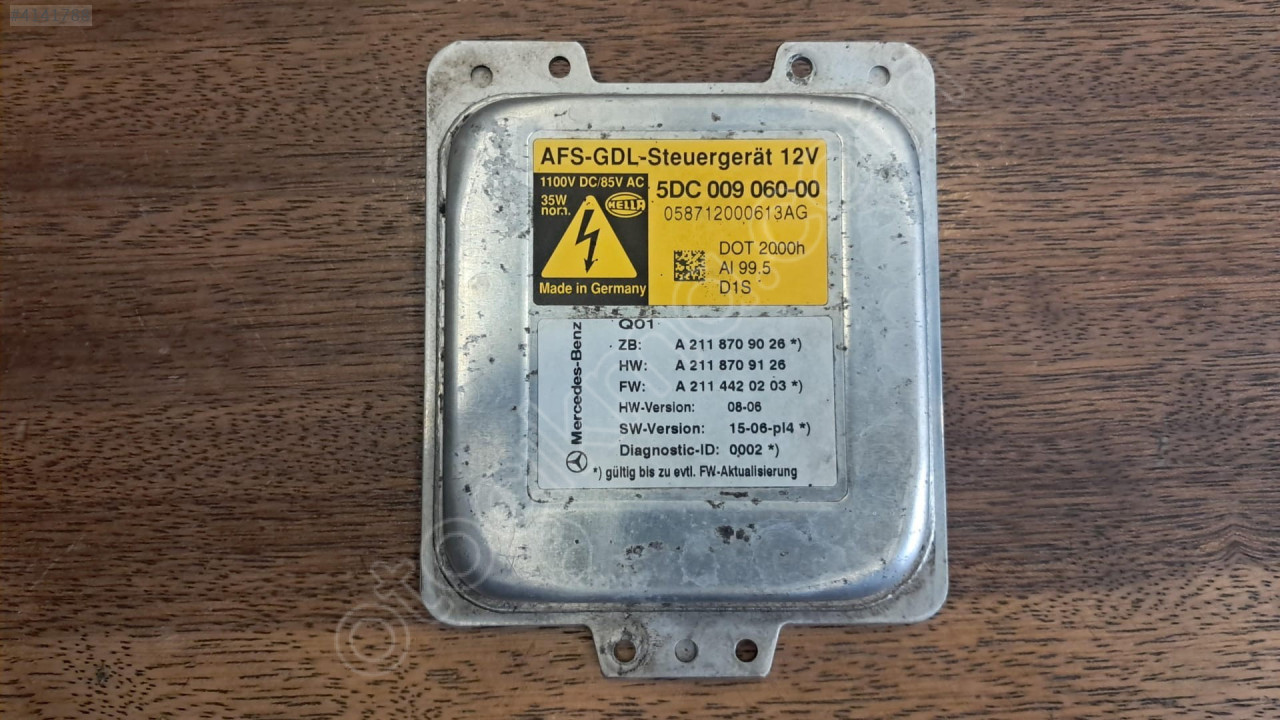 AFS-GDL-Steuergerät 12V
1100V DC/85V AC
35W
nom.
HELLA
5DC 009 060-00
058712000613AG
DOT 2000h
Al 99.5
D1S
Made in Germany
Mercedes-Benz
Q01
ZB: A 211 870 90 26 *)
HW: A 211 870 91 26
FW: A 211 442 02 03 *)
HW-Version: 08-06
SW-Version: 15-06-pl4 *)
Diagnostic-ID: 0002 *)
*) gültig bis zu evtl. FW-Aktualisierung